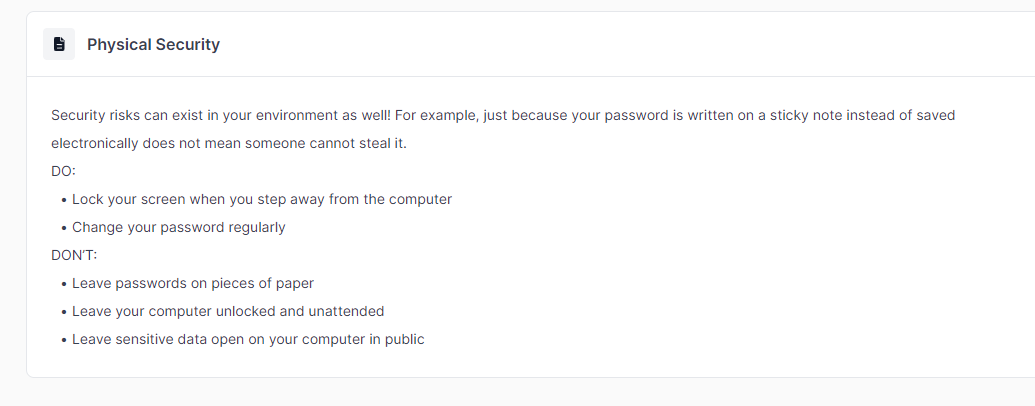 Physical Security
Security risks can exist in your environment as well! For example, just because your password is written on a sticky note instead of saved
electronically does not mean someone cannot steal it.
DO:
• Lock your screen when you step away from the computer
• Change your password regularly
DON'T:
• Leave passwords on pieces of paper
• Leave your computer unlocked and unattended
• Leave sensitive data open on your computer in public